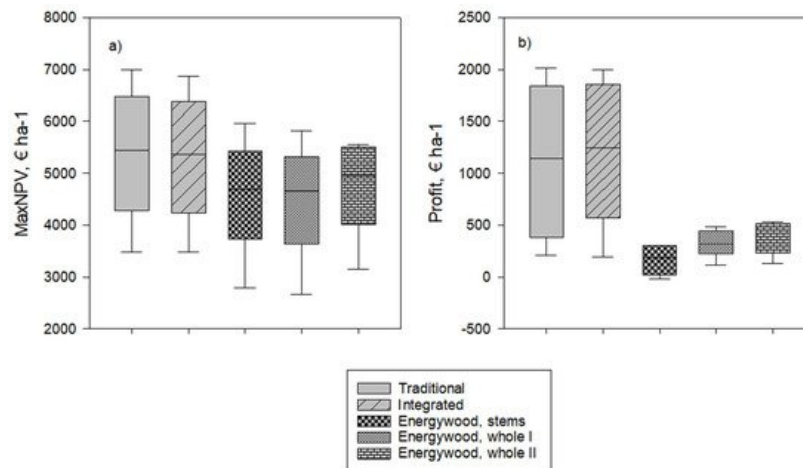 a)
MaxNPV, € ha-1
8000
7000
6000
5000
4000
3000
2000
b)
Profit, € ha-1
2500
2000
1500
1000
500
0
-500
Traditional
Integrated
Energywood, stems
Energywood, whole I
Energywood, whole II